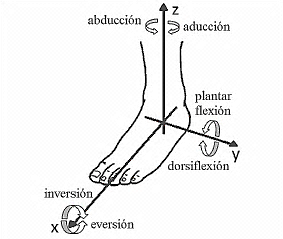 z
abducción
aducción
plantar
flexión
y
dorsiflexión
inversión
x
eversión